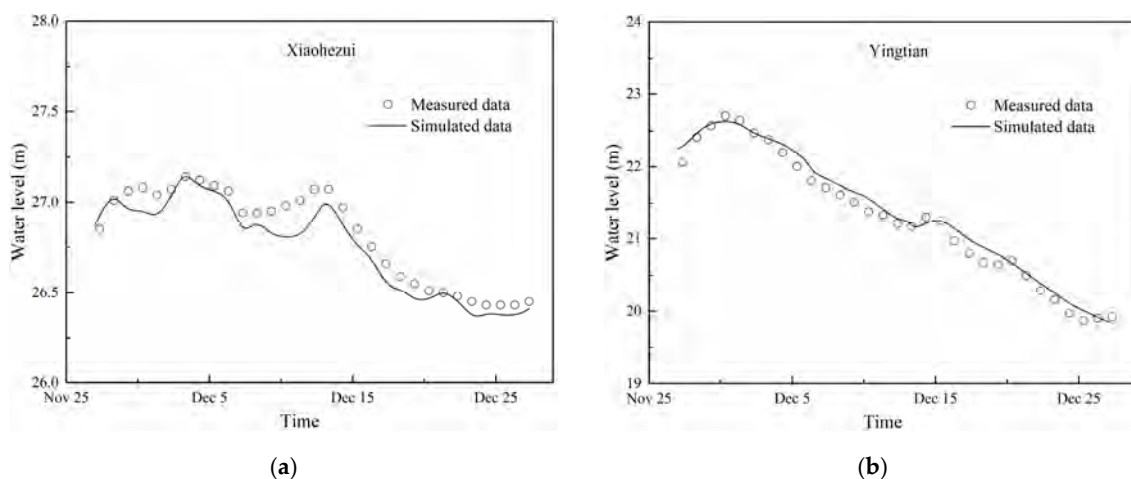 28.0
Xiaohezui
27.5
Measured data
Simulated data
27.0
Water level (m)
26.5
26.0
Nov 25
Dec 5
Dec 15
Dec 25
Time
(a)
24
Yingtian
23
Measured data
Simulated data
22
Water level (m)
21
20
19
Nov 25
Dec 5
Dec 15
Dec 25
Time
(b)